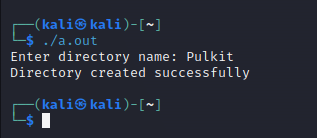 ┌──(kali㉿kali)-[~]
└─$ ./a.out
Enter directory name: Pulkit
Directory created successfully
┌──(kali㉿kali)-[~]
└─$